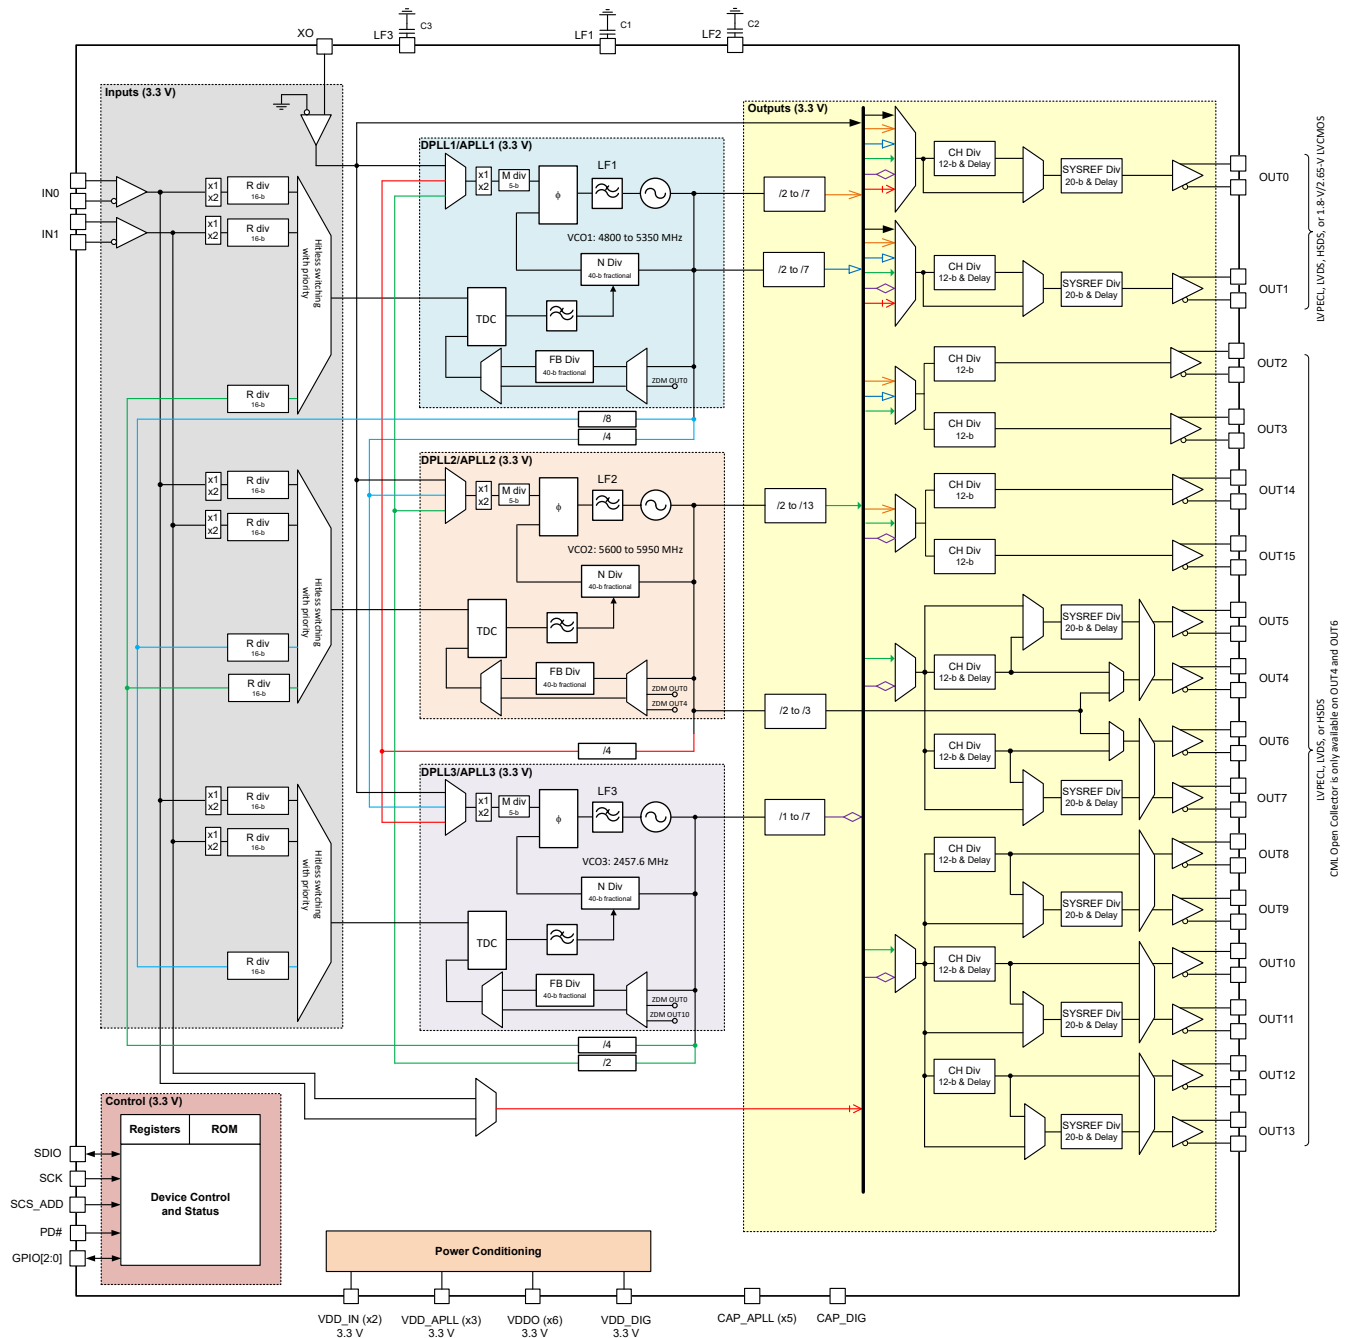 XO
LF3
C3
LF1
C1
LF2
C2
Inputs (3.3 V)
IN0
IN1
x1
x2
R div
16-b
x1
x2
R div
16-b
Hitless switching
with priority
R div
16-b
x1
x2
R div
16-b
x1
x2
R div
16-b
Hitless switching
with priority
R div
16-b
R div
16-b
x1
x2
R div
16-b
x1
x2
R div
16-b
Hitless switching
with priority
R div
16-b
DPLL1/APLL1 (3.3 V)
x1
x2
M div
5-b
ϕ
LF1
VCO1: 4800 to 5350 MHz
N Div
40-b fractional
TDC
FB Div
40-b fractional
ZDM OUT0
/8
/4
DPLL2/APLL2 (3.3 V)
x1
x2
M div
5-b
ϕ
LF2
VCO2: 5600 to 5950 MHz
N Div
40-b fractional
TDC
FB Div
40-b fractional
ZDM OUT0
ZDM OUT4
/4
DPLL3/APLL3 (3.3 V)
x1
x2
M div
5-b
ϕ
LF3
VCO3: 2457.6 MHz
N Div
40-b fractional
TDC
FB Div
40-b fractional
ZDM OUT0
ZDM OUT10
/4
/2
Outputs (3.3 V)
/2 to /7
/2 to /7
/2 to /13
/2 to /3
/1 to /7
CH Div
12-b & Delay
SYSREF Div
20-b & Delay
OUT0
CH Div
12-b & Delay
SYSREF Div
20-b & Delay
OUT1
LVPECL, LVDS, HSDS, or 1.8-V/2.65-V LVCMOS
CH Div
12-b
OUT2
CH Div
12-b
OUT3
CH Div
12-b
OUT14
CH Div
12-b
OUT15
SYSREF Div
20-b & Delay
OUT5
CH Div
12-b & Delay
OUT4
CH Div
12-b & Delay
OUT6
SYSREF Div
20-b & Delay
OUT7
CH Div
12-b & Delay
OUT8
SYSREF Div
20-b & Delay
OUT9
CH Div
12-b & Delay
OUT10
SYSREF Div
20-b & Delay
OUT11
CH Div
12-b & Delay
OUT12
SYSREF Div
20-b & Delay
OUT13
LVPECL, LVDS, or HSDS
CML Open Collector is only available on OUT4 and OUT6
Control (3.3 V)
Registers
ROM
Device Control
and Status
SDIO
SCK
SCS_ADD
PD#
GPIO[2:0]
Power Conditioning
VDD_IN (x2)
3.3 V
VDD_APLL (x3)
3.3 V
VDDO (x6)
3.3 V
VDD_DIG
3.3 V
CAP_APLL (x5)
CAP_DIG